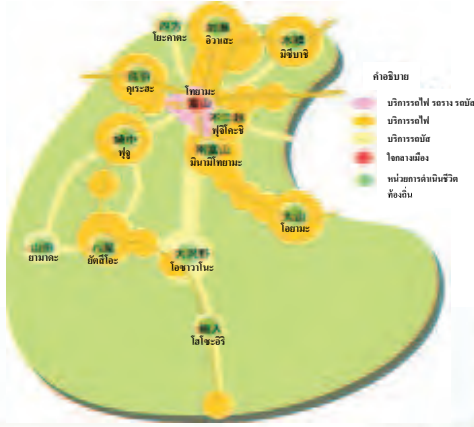 四方
โยะคาตะ
อิวาเสะ
水橋
มิซึบาชิ
คำอธิบาย
คุเรฮะ
โทยามะ
富山
บริการรถไฟ รถราง รถบัส
不二越
ฟุจิโคะชิ
บริการรถไฟ
婦中
ฟุจู
บริการรถบัส
南富山
มินามิโทยามะ
ใจกลางเมือง
หน่วยการดำเนินชีวิต
ท้องถิ่น
大山
โอยามะ
山田
ยามาดะ
八尾
ยัตสึโอะ
大沢野
โอซาวาโนะ
細入
โฮโซะอิริ